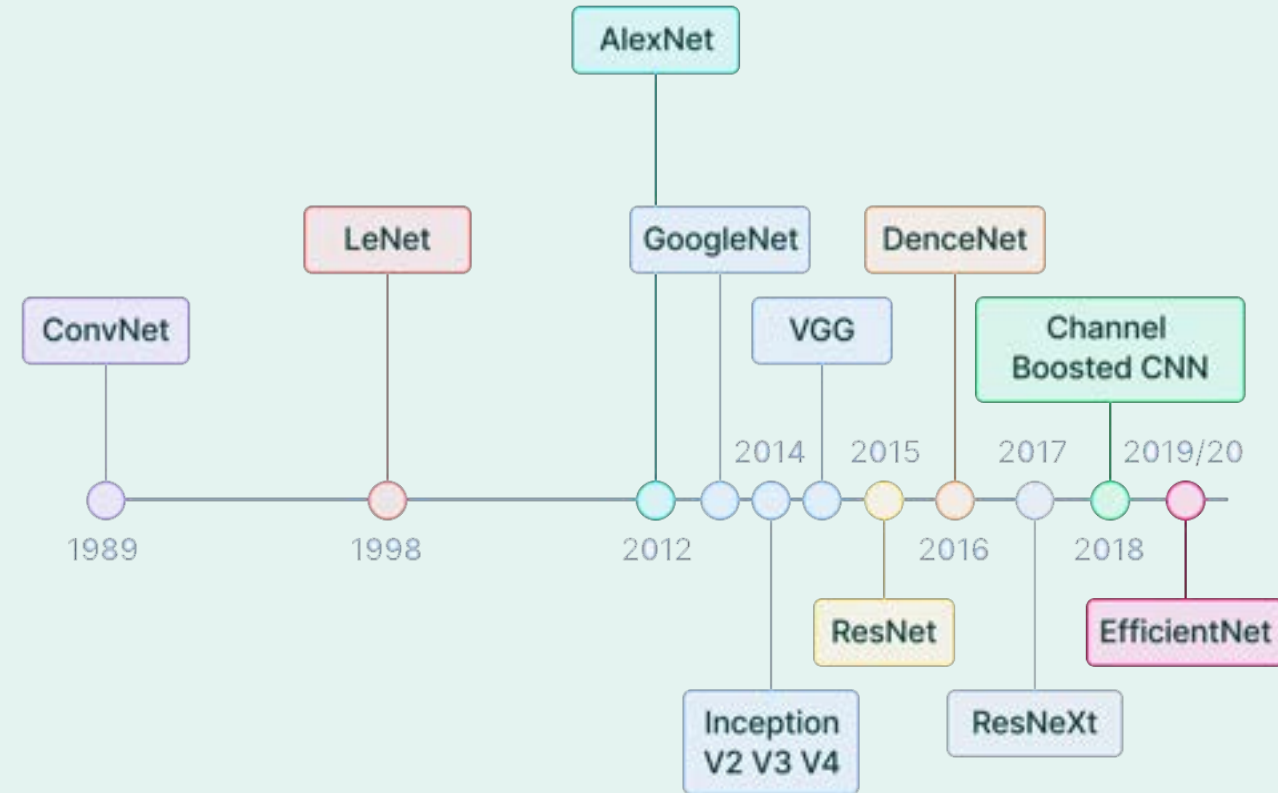 AlexNet
LeNet
GoogleNet
DenceNet
ConvNet
VGG
Channel
Boosted CNN
2014
2015
2017
2019/20
1989
1998
2012
2016
2018
ResNet
EfficientNet
Inception
V2 V3 V4
ResNeXt